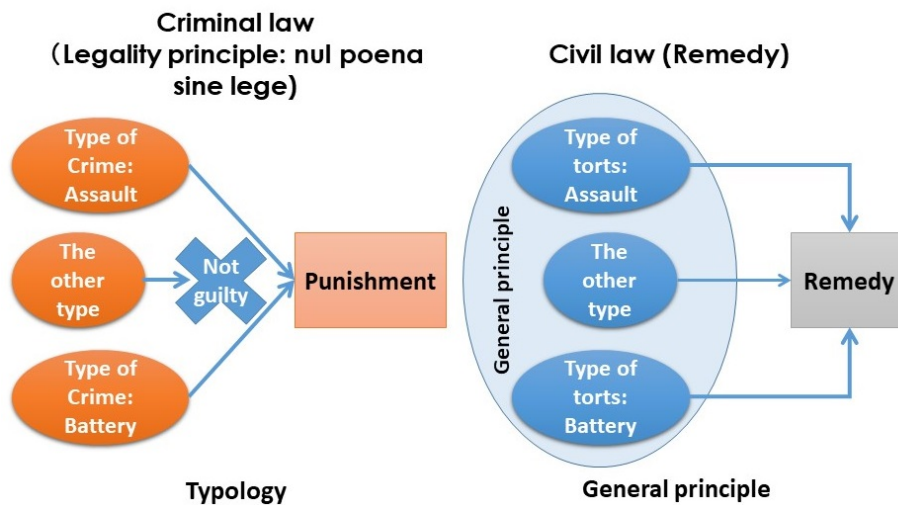 Criminal law
(Legality principle: nul poena
sine lege)
Type of
Crime:
Assault
The
other
type
Not
guilty
Type of
Crime:
Battery
Punishment
Typology
Civil law (Remedy)
General principle
Type of
torts:
Assault
The
other
type
Type of
torts:
Battery
Remedy
General principle